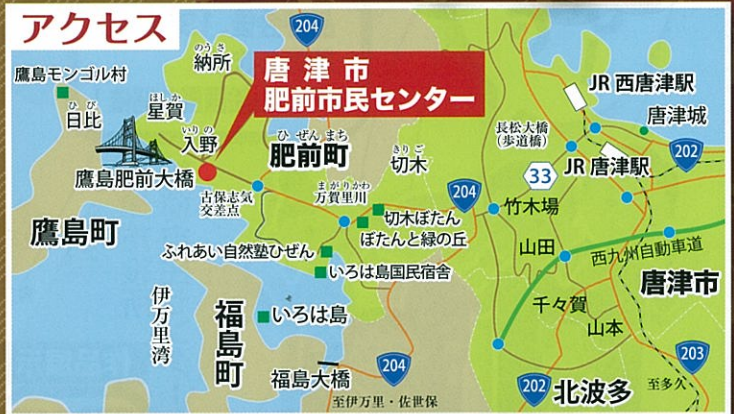 アクセス
204
のうさ
納所
唐津市
肥前市民センター
JR 西唐津駅
鷹島モンゴル村
ひび
日比
ほしか
星賀
いりの
入野
ひぜんまち
肥前町
きりご
切木
長松大橋
(歩道橋)
唐津城
JR 唐津駅
202
33
鷹島肥前大橋
古保志気
交差点
まがりかわ
万賀里川
204
竹木場
切木ぼたん
ぼたんと緑の丘
鷹島町
ふれあい自然塾ひぜん
いろは島国民宿舎
山田
西九州自動車道
唐津市
伊万里湾
福島町
いろは島
千々賀
山本
福島大橋
204
至伊万里・佐世保
202
北波多
203
至多久